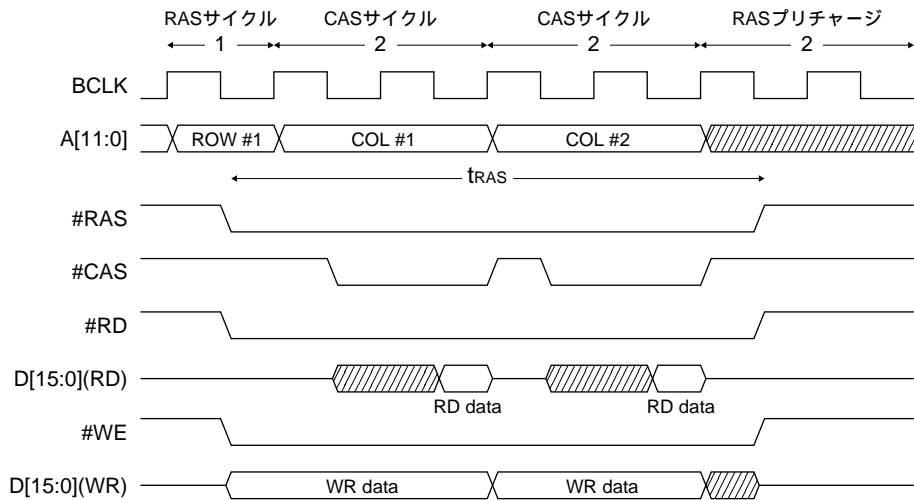 RASサイクル CASサイクル CASサイクル RASプリチャージ
1 2 2 2
BCLK
A[11:0] ROW #1 COL #1 COL #2
tRAS
#RAS
#CAS
#RD
D[15:0](RD)
RD data RD data
#WE
D[15:0](WR) WR data WR data